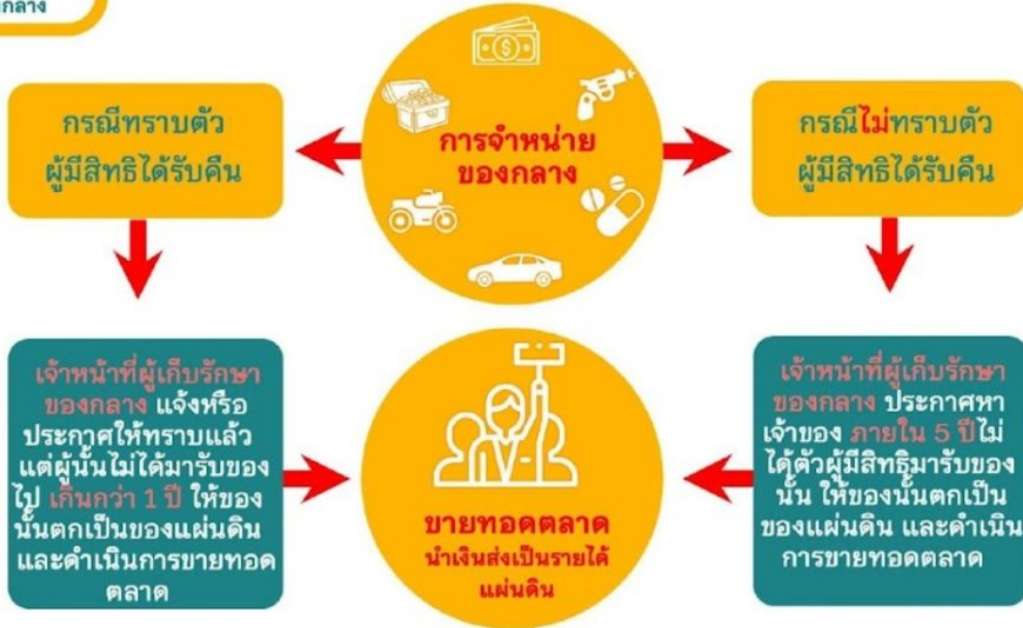 กลาง
การจำหน่าย
ของกลาง
กรณีทราบตัว
ผู้มีสิทธิได้รับคืน
กรณีไม่ทราบตัว
ผู้มีสิทธิได้รับคืน
เจ้าหน้าที่ผู้เก็บรักษา
ของกลาง แจ้งหรือ
ประกาศให้ทราบแล้ว
แต่ผู้นั้นไม่ได้มารับของ
ไป เกินกว่า 1 ปี ให้ของ
นั้นตกเป็นของแผ่นดิน
และดำเนินการขายทอด
ตลาด
ขายทอดตลาด
นำเงินส่งเป็นรายได้
แผ่นดิน
เจ้าหน้าที่ผู้เก็บรักษา
ของกลาง ประกาศหา
เจ้าของ ภายใน 5 ปีไม่
ได้ตัวผู้มีสิทธิมารับของ
นั้น ให้ของนั้นตกเป็น
ของแผ่นดิน และดำเนิน
การขายทอดตลาด